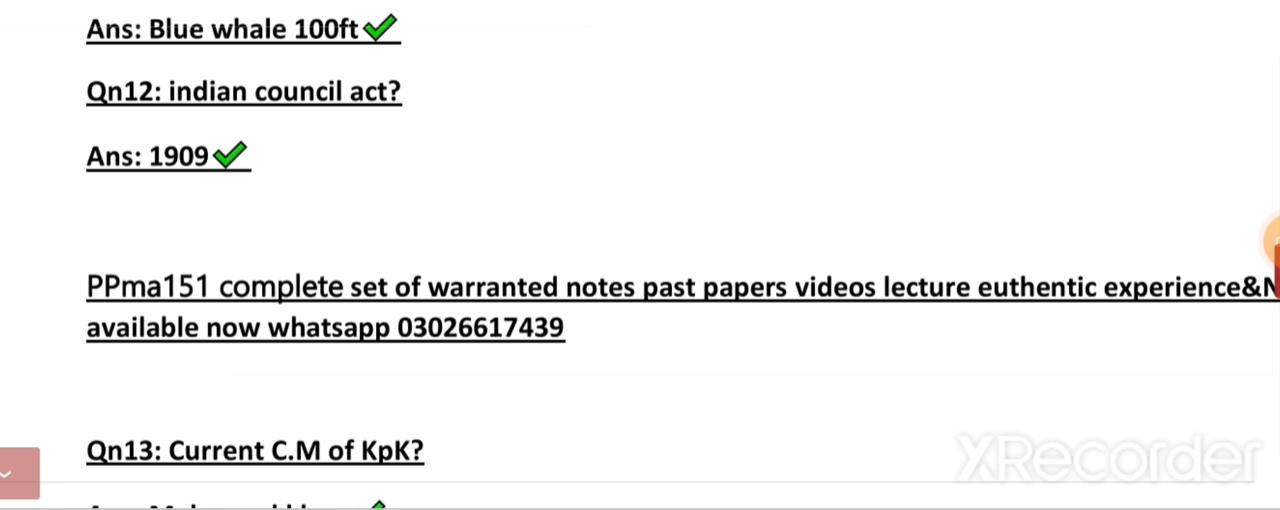 Ans: Blue whale 100ft
Qn12: indian council act?
Ans: 1909
PPma151 complete set of warranted notes past papers videos lecture euthentic experience&N
available now whatsapp 03026617439
Qn13: Current C.M of KpK?
XRecorder